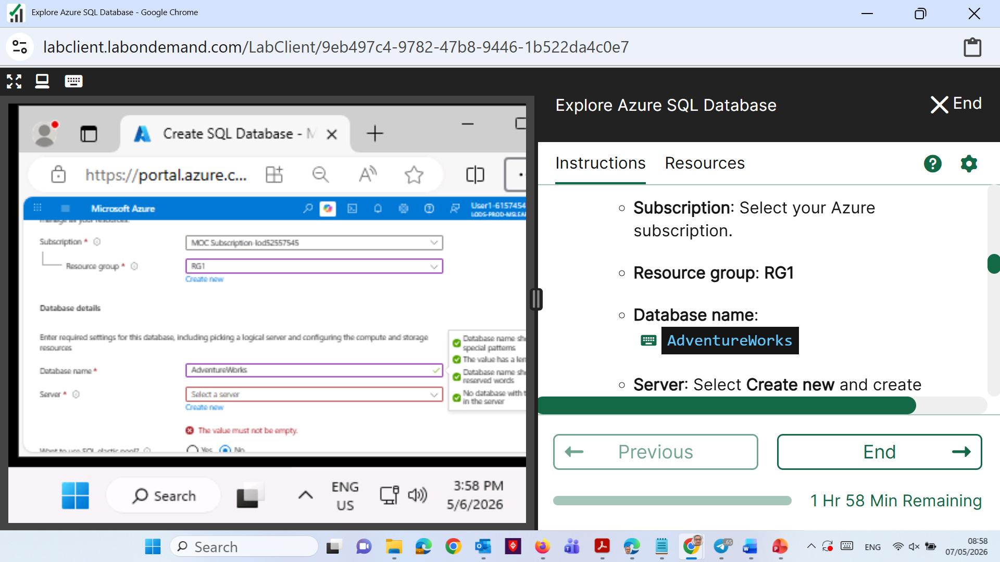 Explore Azure SQL Database - Google Chrome
labclient.labondemand.com/LabClient/9eb497c4-9782-47b8-9446-1b522da4c0e7
Create SQL Database - M
https://portal.azure.c...
Microsoft Azure
User1-6157454
LODS-PROD-MSLEAR
manage all your resources.
Subscription *
MOC Subscription-lod52557545
Resource group *
RG1
Create new
Database details
Enter required settings for this database, including picking a logical server and configuring the compute and storage
resources
Database name *
AdventureWorks
Server *
Select a server
Create new
The value must not be empty.
Want to use SQL elastic pool?
Yes
No
Database name sh
special patterns
The value has a len
Database name sh
reserved words
No database with t
in the server
Search
ENG
US
3:58 PM
5/6/2026
Explore Azure SQL Database
End
Instructions
Resources
Subscription: Select your Azure
subscription.
Resource group: RG1
Database name:
AdventureWorks
Server: Select Create new and create
Previous
End
1 Hr 58 Min Remaining
Search
65
ENG
08:58
07/05/2026